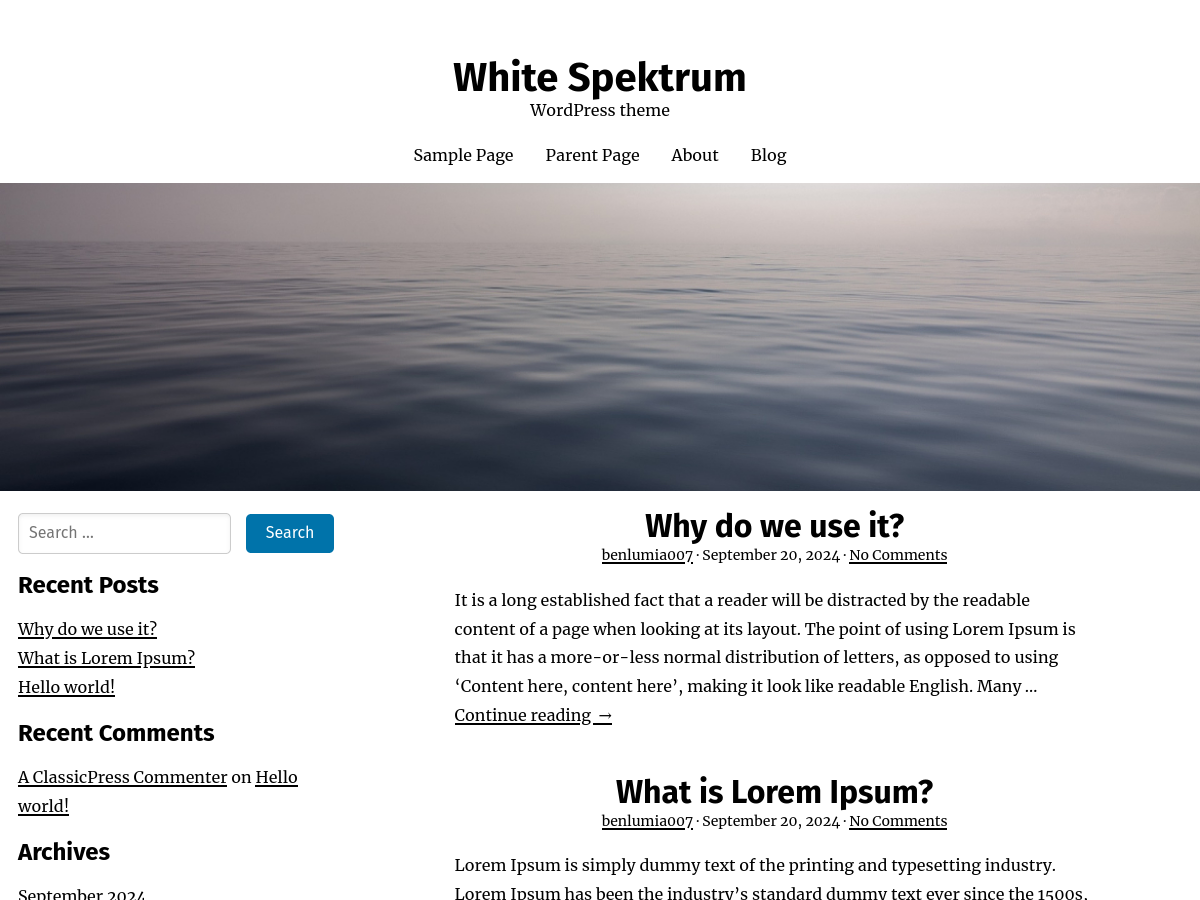 White Spektrum
WordPress theme
Sample Page Parent Page About Blog
Search ... Search
Recent Posts
Why do we use it?
What is Lorem Ipsum?
Hello world!
Recent Comments
A ClassicPress Commenter on Hello
world!
Archives
September 2024
Why do we use it?
benlumia007 · September 20, 2024 · No Comments
It is a long established fact that a reader will be distracted by the readable
content of a page when looking at its layout. The point of using Lorem Ipsum is
that it has a more-or-less normal distribution of letters, as opposed to using
‘Content here, content here’, making it look like readable English. Many …
Continue reading →
What is Lorem Ipsum?
benlumia007 · September 20, 2024 · No Comments
Lorem Ipsum is simply dummy text of the printing and typesetting industry.
Lorem Ipsum has been the industry’s standard dummy text ever since the 1500s,